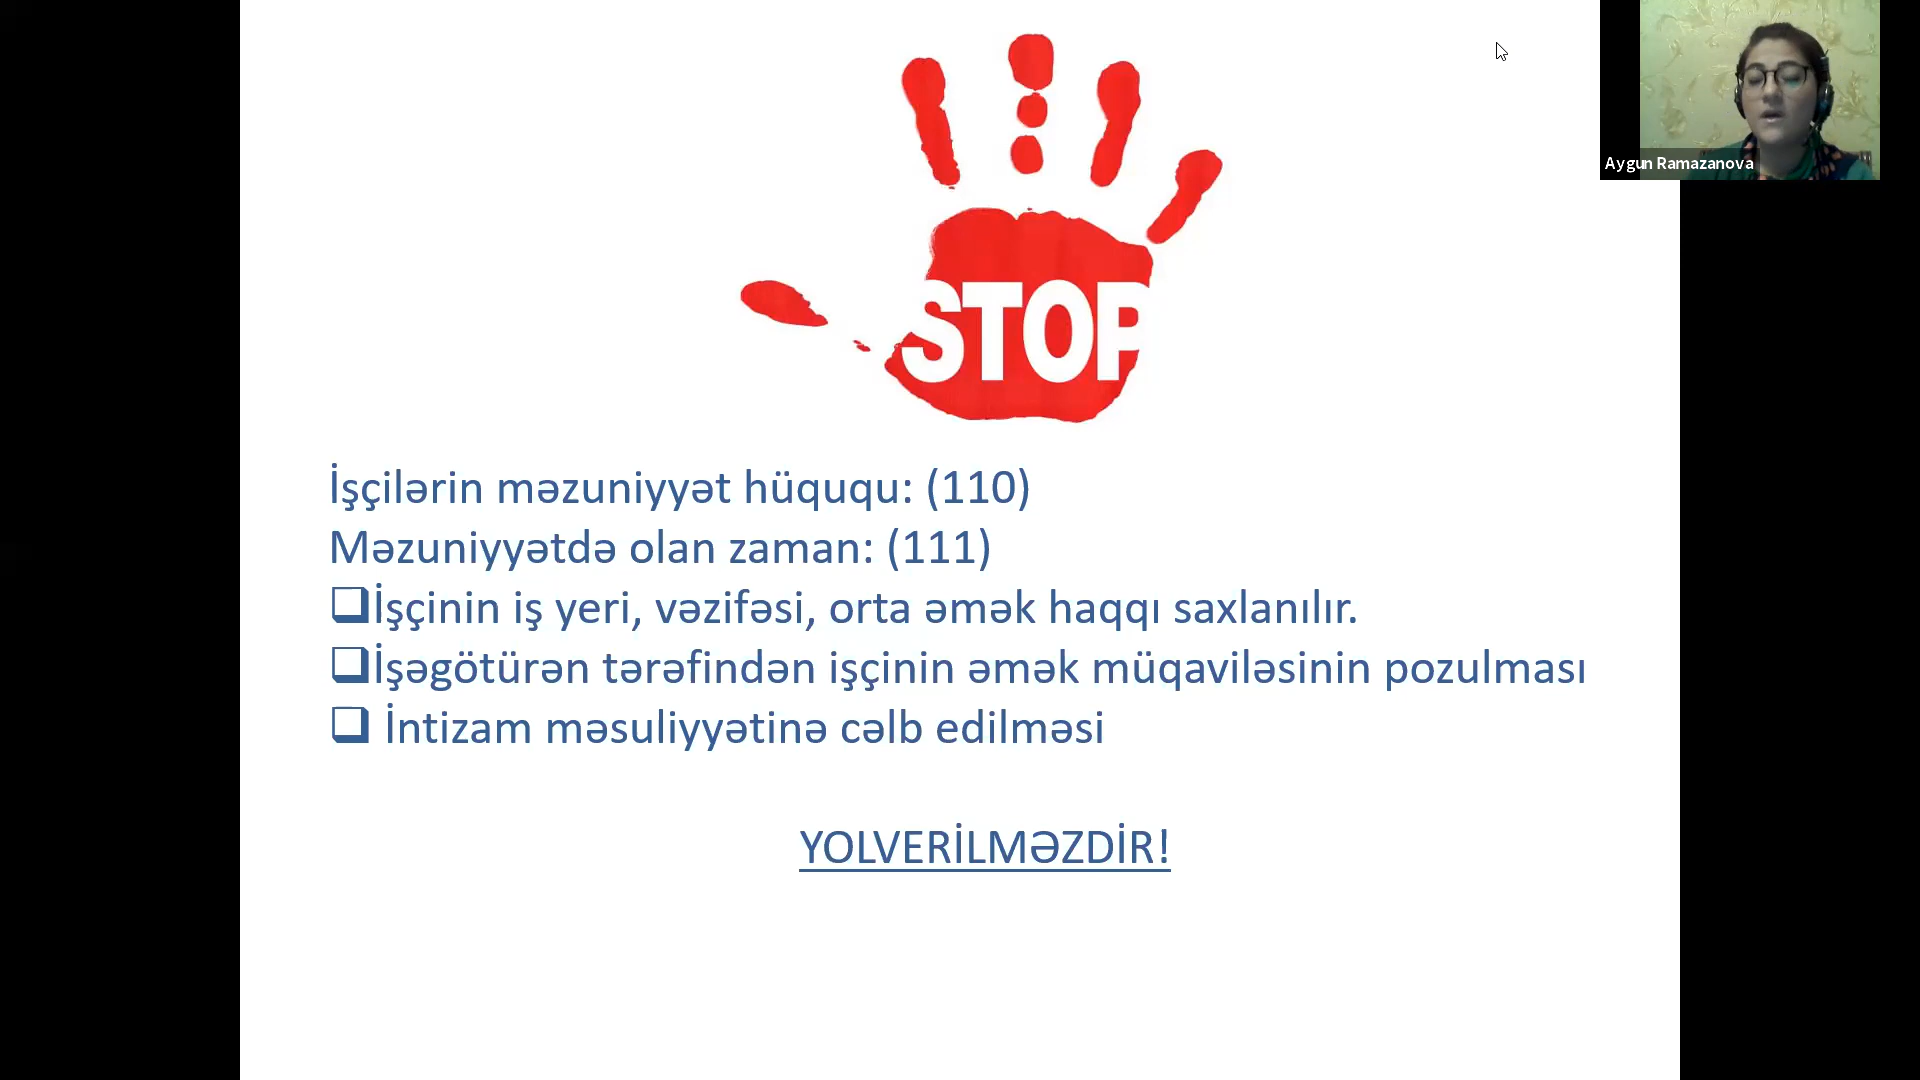 STOP
Aygun Ramazanova
İşçilərin məzuniyyət hüququ: (110)
Məzuniyyətdə olan zaman: (111)
İşçinin iş yeri, vəzifəsi, orta əmək haqqı saxlanılır.
İşəgötürən tərəfindən işçinin əmək müqaviləsinin pozulması
İntizam məsuliyyətinə cəlb edilməsi
YOLVERİLMƏZDİR!